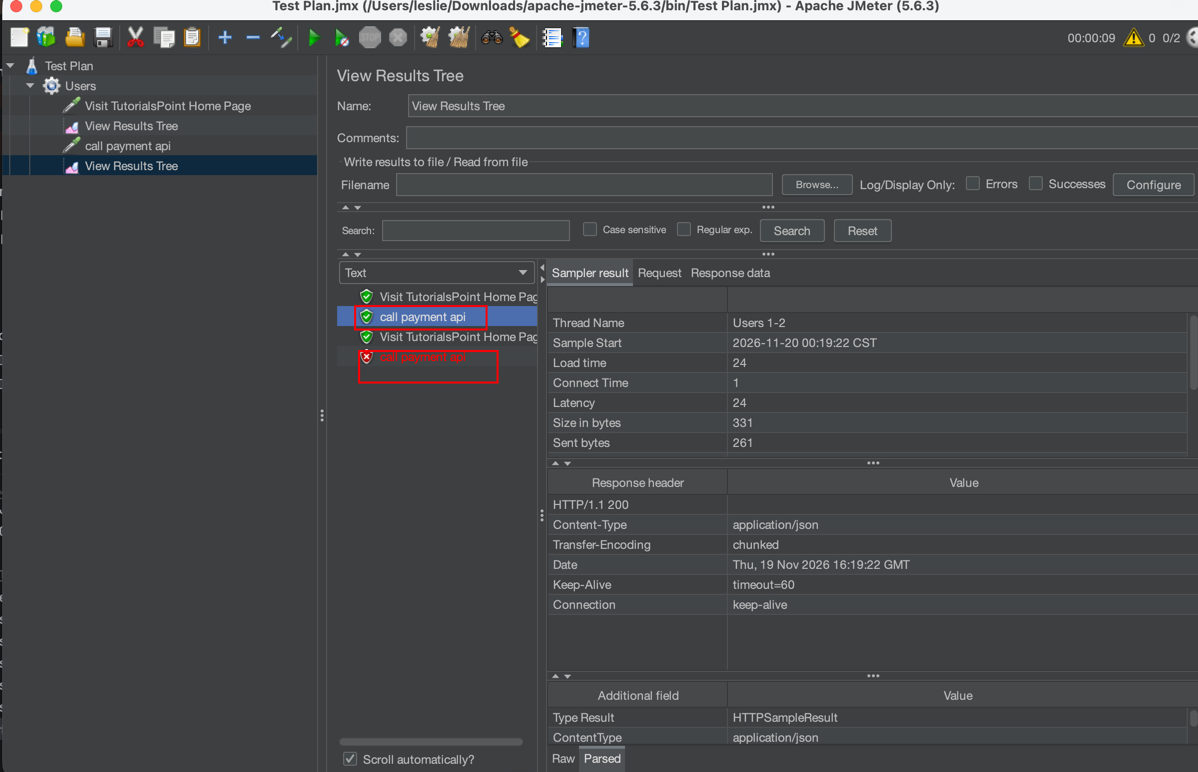 Test Plan.jmx (/Users/leslie/Downloads/apache-jmeter-5.6.3/bin/Test Plan.jmx) - Apache JMeter (5.6.3)
STOP
00:00:09 0 0/2
Test Plan
Users
Visit TutorialsPoint Home Page
View Results Tree
call payment api
View Results Tree
View Results Tree
Name: View Results Tree
Comments:
Write results to file / Read from file
Filename Browse... Log/Display Only: Errors Successes Configure
Search: Case sensitive Regular exp. Search Reset
Text
Visit TutorialsPoint Home Pag
call payment api
Visit TutorialsPoint Home Pag
call payment api
Scroll automatically?
Sampler result Request Response data
Thread Name Users 1-2
Sample Start 2026-11-20 00:19:22 CST
Load time 24
Connect Time 1
Latency 24
Size in bytes 331
Sent bytes 261
Response header Value
HTTP/1.1 200
Content-Type application/json
Transfer-Encoding chunked
Date Thu, 19 Nov 2026 16:19:22 GMT
Keep-Alive timeout=60
Connection keep-alive
Additional field Value
Type Result HTTPSampleResult
ContentType application/json
Raw Parsed